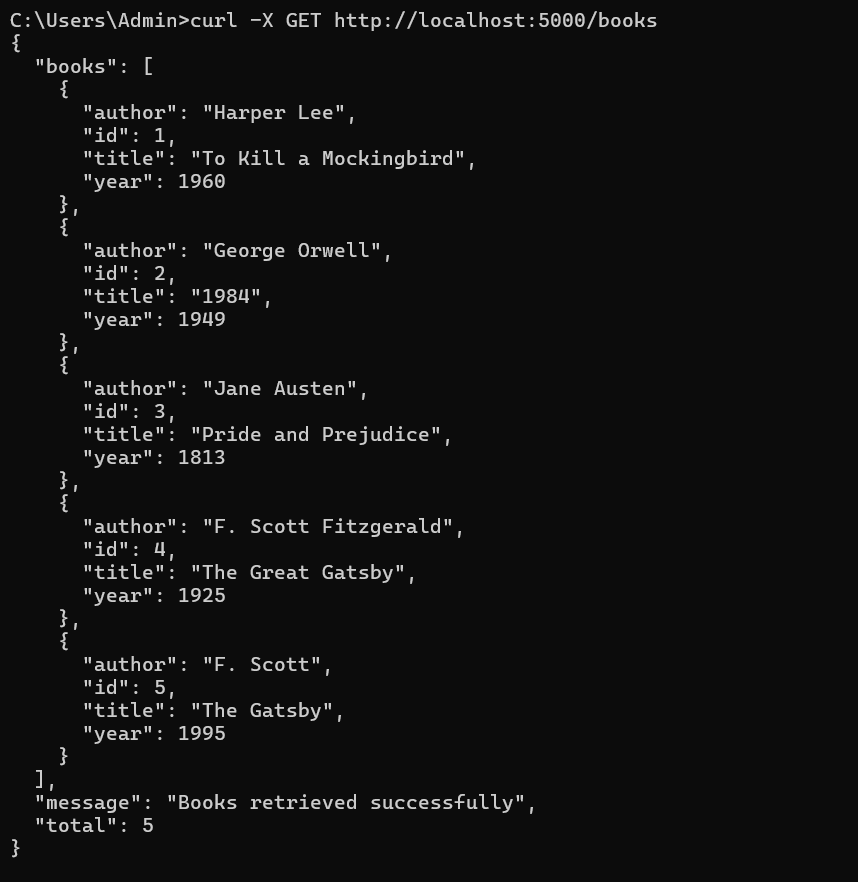 C:\Users\Admin>curl -X GET http://localhost:5000/books
{
  "books": [
    {
      "author": "Harper Lee",
      "id": 1,
      "title": "To Kill a Mockingbird",
      "year": 1960
    },
    {
      "author": "George Orwell",
      "id": 2,
      "title": "1984",
      "year": 1949
    },
    {
      "author": "Jane Austen",
      "id": 3,
      "title": "Pride and Prejudice",
      "year": 1813
    },
    {
      "author": "F. Scott Fitzgerald",
      "id": 4,
      "title": "The Great Gatsby",
      "year": 1925
    },
    {
      "author": "F. Scott",
      "id": 5,
      "title": "The Gatsby",
      "year": 1995
    }
  ],
  "message": "Books retrieved successfully",
  "total": 5
}